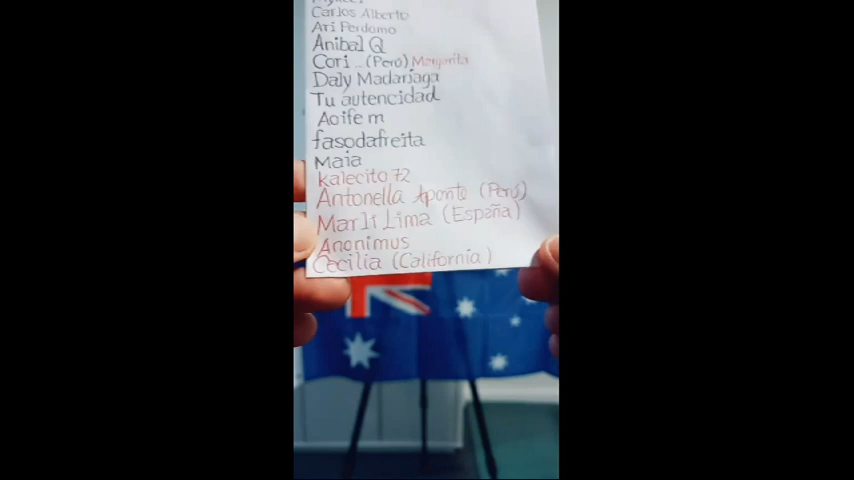 Carlos Alberto
Ari Perdomo
Anibal Q
Cori ... (Perú) Margarita
Daly Madariaga
Tu autencidad
Aoife m
fasodafreita
Maia
Kalecito 72
Antonella Aponte (Perú)
Marli Lima (España)
Anonimus
Cecilia (California)